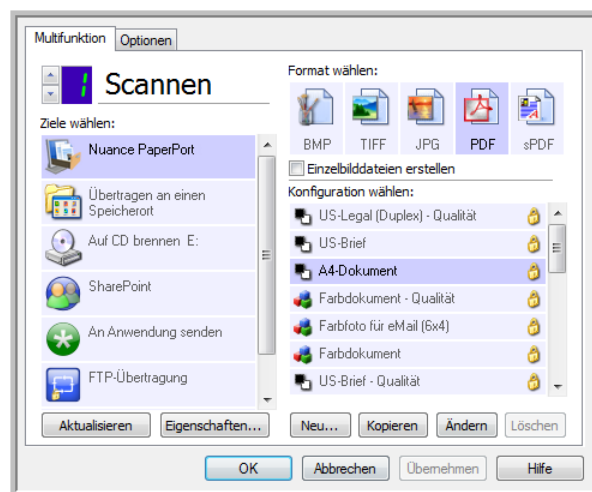 Multifunktion
Optionen
1
Scannen
Ziele wählen:
Nuance PaperPort
Übertragen an einen
Speicherort
Auf CD brennen E:
SharePoint
An Anwendung senden
FTP-Übertragung
Aktualisieren
Eigenschaften...
Format wählen:
BMP
TIFF
JPG
PDF
sPDF
Einzelbilddateien erstellen
Konfiguration wählen:
US-Legal (Duplex) - Qualität
US-Brief
A4-Dokument
Farbdokument - Qualität
Farbfoto für eMail (6x4)
Farbdokument
US-Brief - Qualität
Neu...
Kopieren
Ändern
Löschen
OK
Abbrechen
Übernehmen
Hilfe